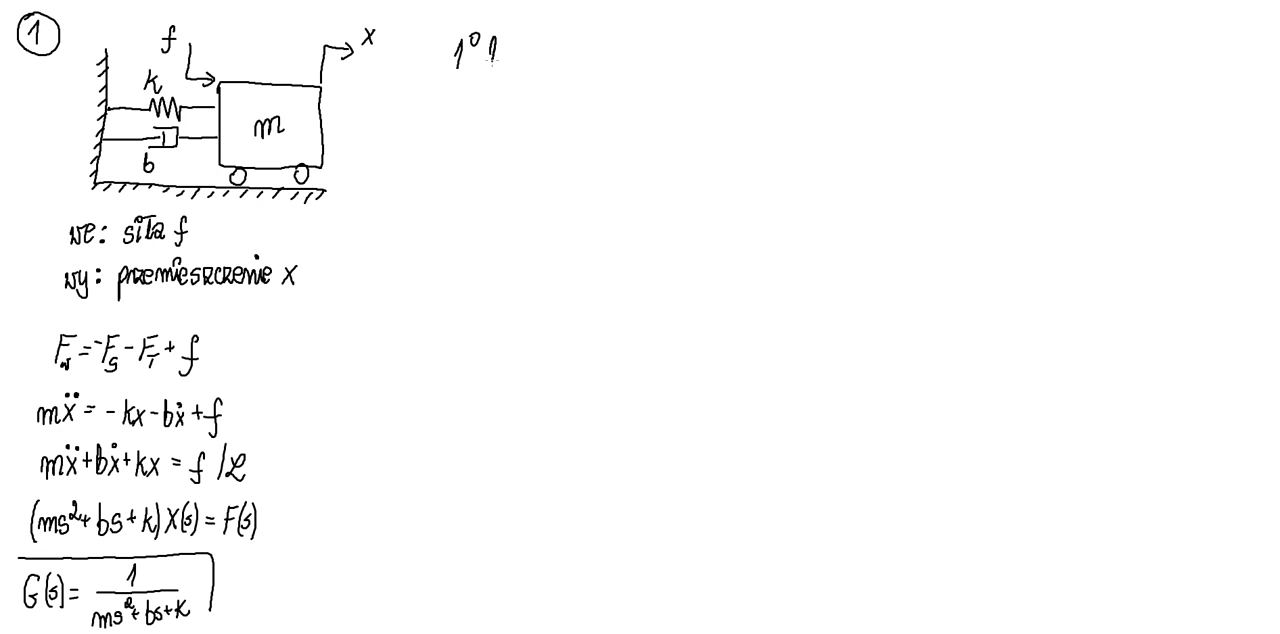 1
f
x
k
m
b
we: siła f
wy: przemieszczenie x
F_w = -F_S - F_T + f
mẍ = - kx - bẋ + f
mẍ + bẋ + kx = f /ℒ
(ms² + bs + k) X(s) = F(s)
G(s) = 1 / (ms² + bs + k)
1°